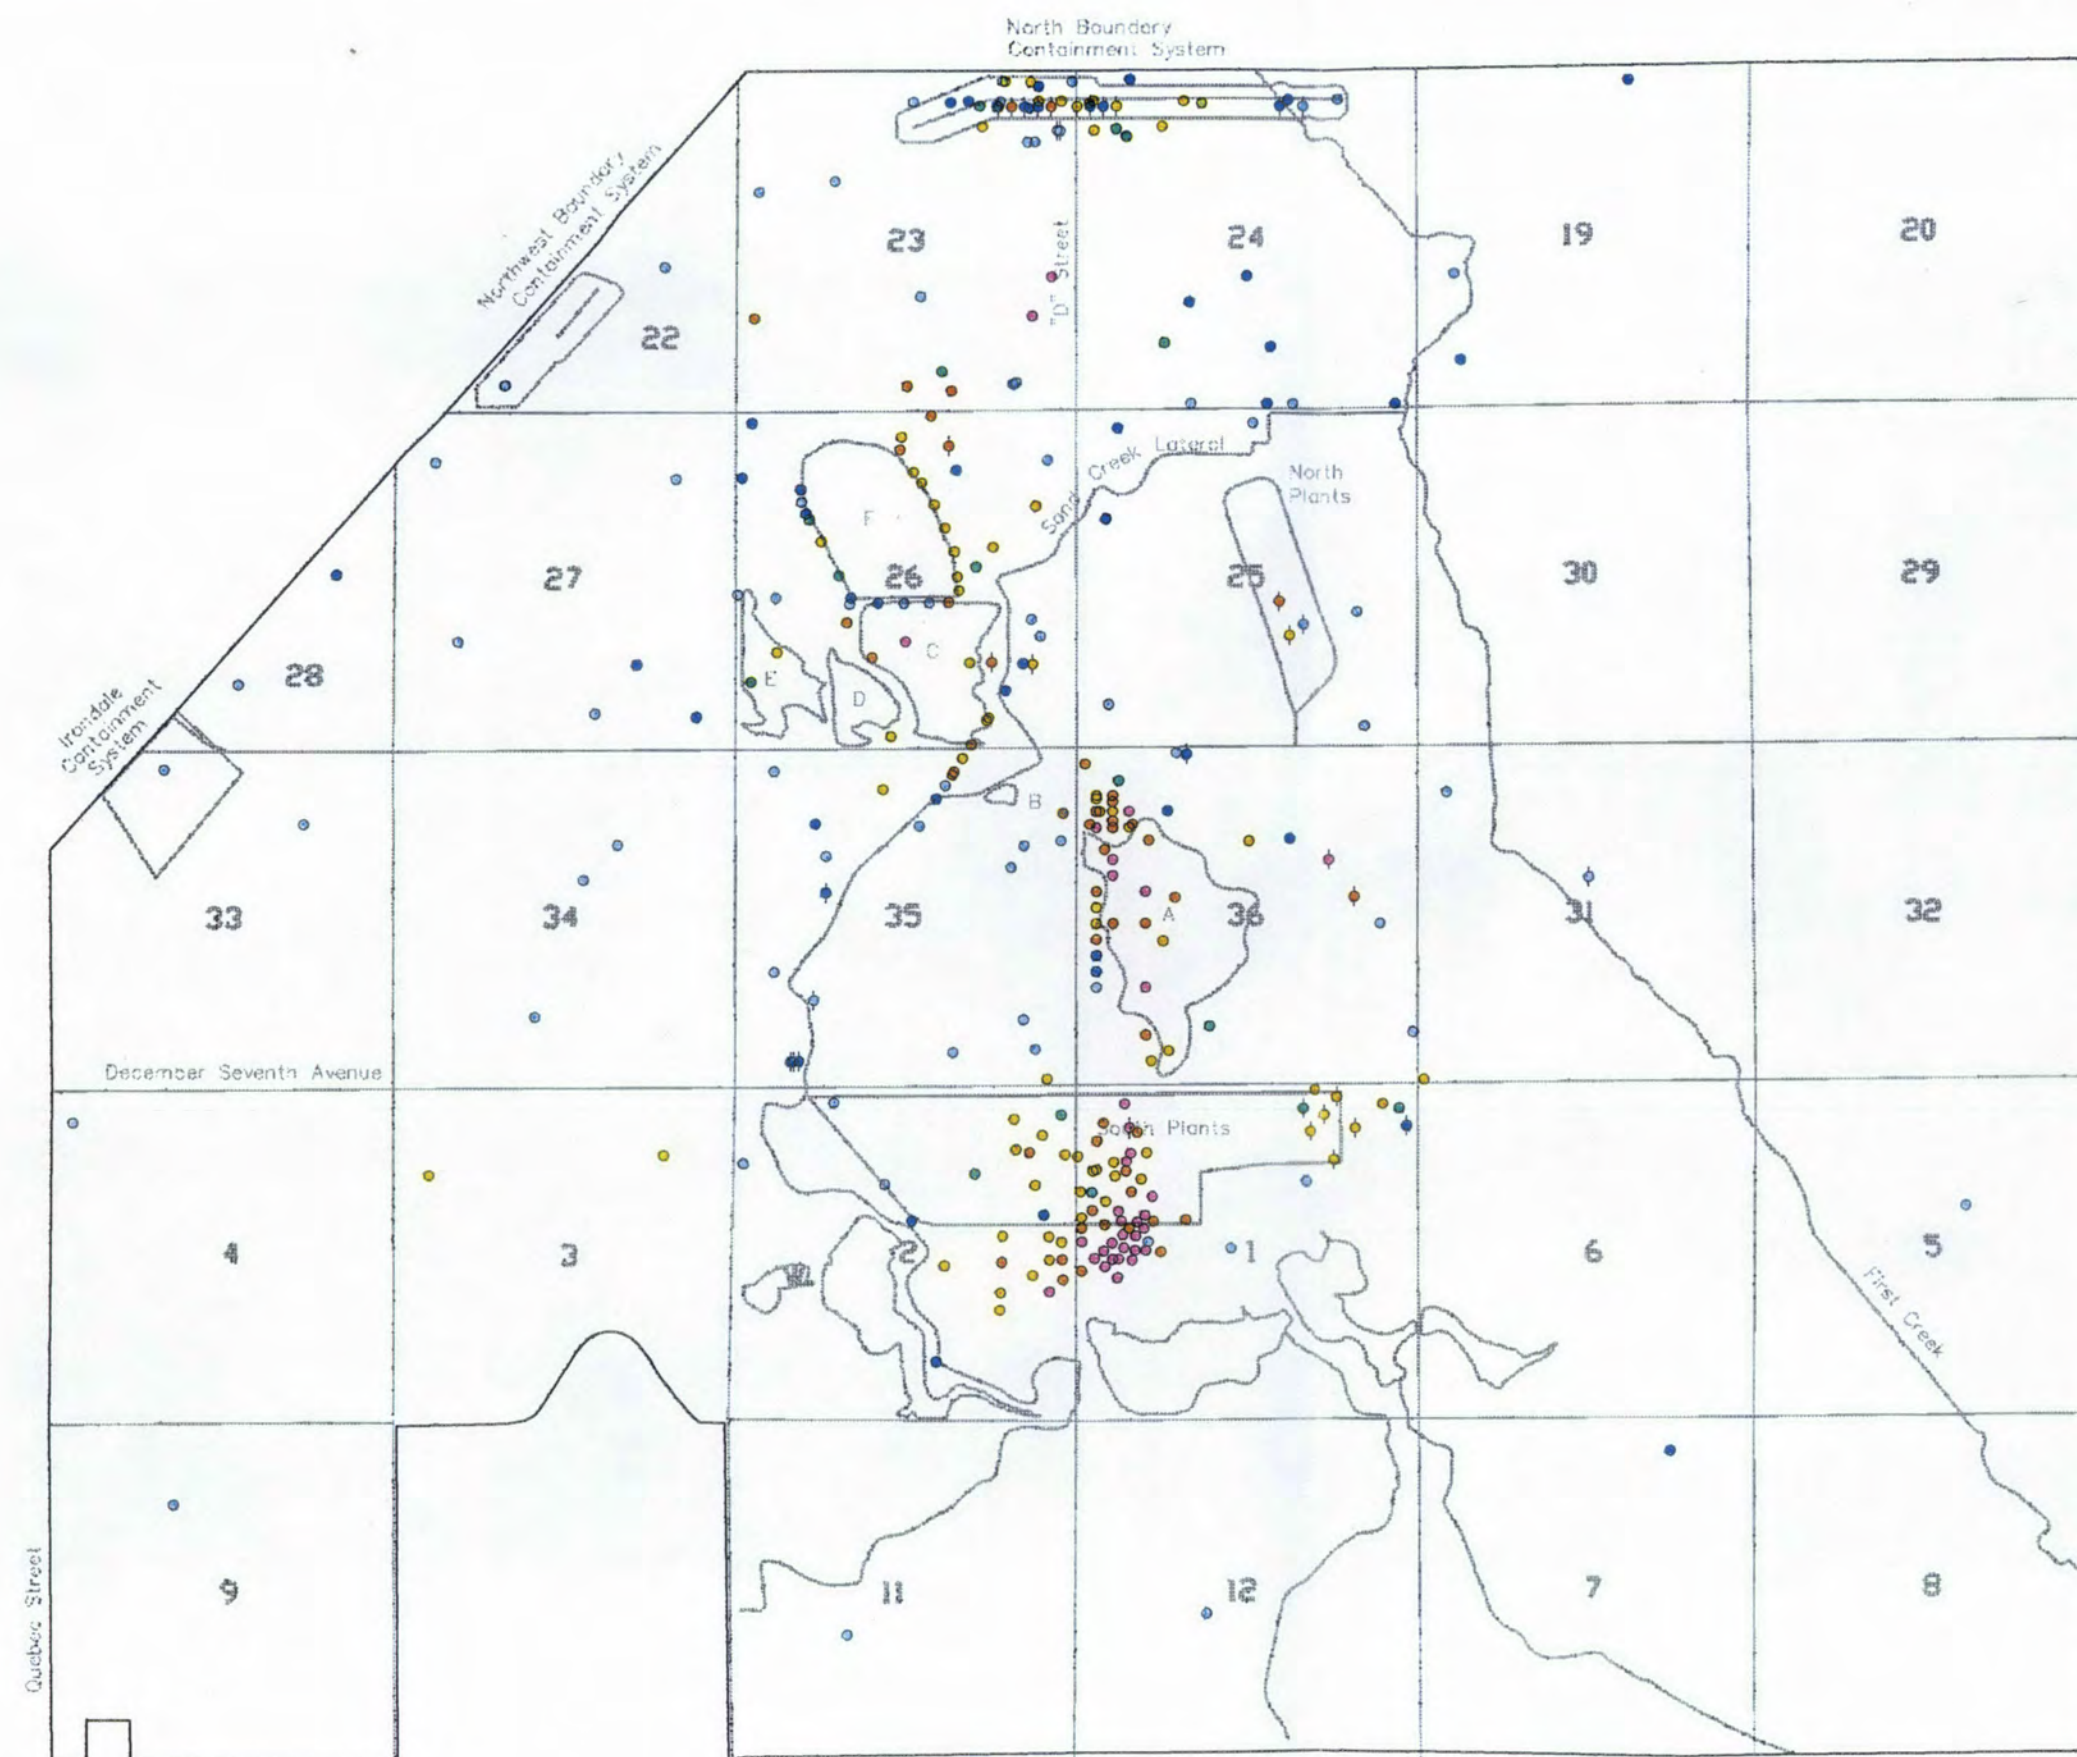 North Boundary
Containment System
Northwest Boundary
Containment System
23
"D" Street
24
19
20
22
Sand Creek Lateral
North
Plants
F
27
26
25
30
29
28
E
D
C
Irondale
Containment
System
B
33
34
35
A
36
31
32
December Seventh Avenue
South Plants
4
3
2
1
6
5
First Creek
Quebec Street
9
11
12
7
8